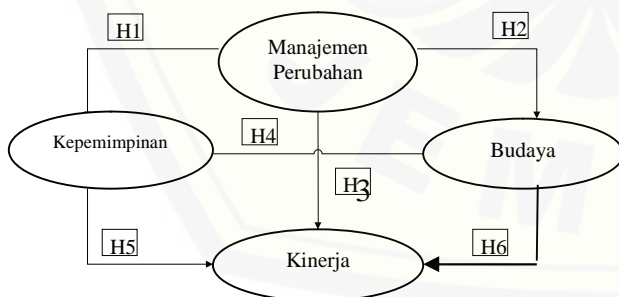 H1
Manajemen
Perubahan
H2
Kepemimpinan
H4
Budaya
H3
H5
Kinerja
H6